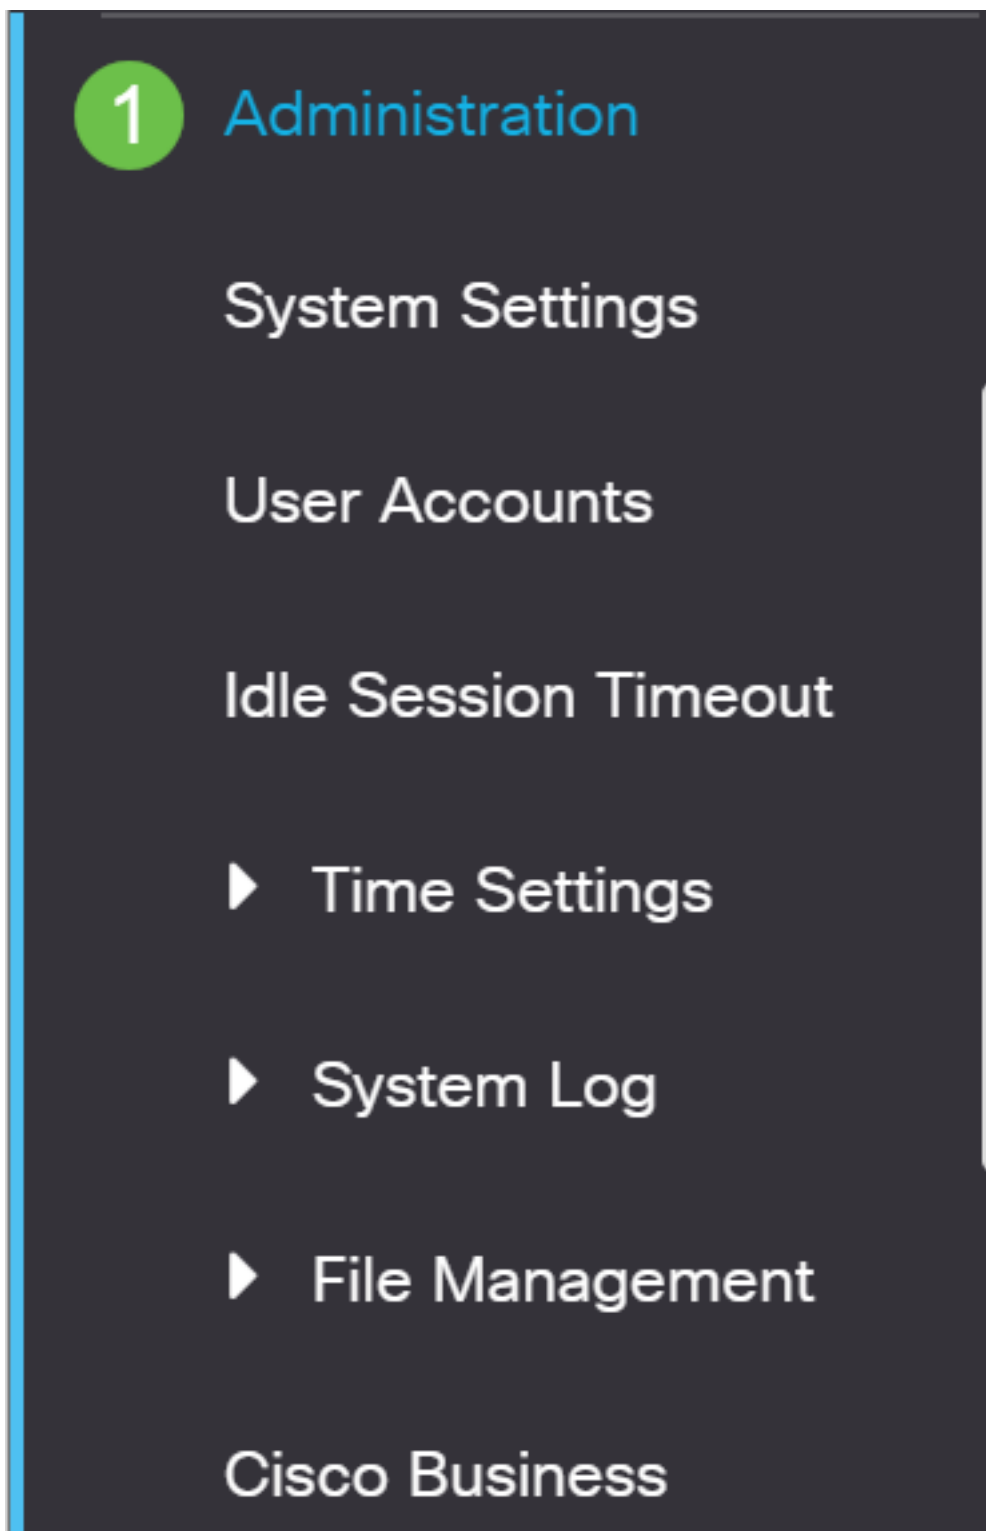 1 Administration
System Settings
User Accounts
Idle Session Timeout
Time Settings
System Log
File Management
Cisco Business